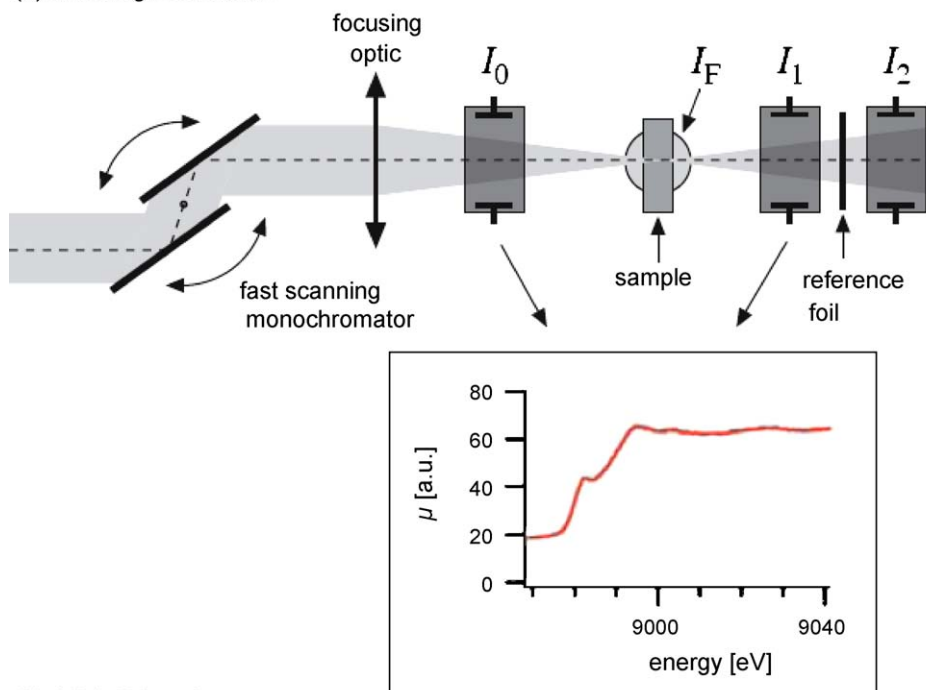 focusing
optic
I₀
I_F
I₁
I₂
fast scanning
monochromator
sample
reference
foil
80
60
40
20
0
μ [a.u.]
9000
9040
energy [eV]